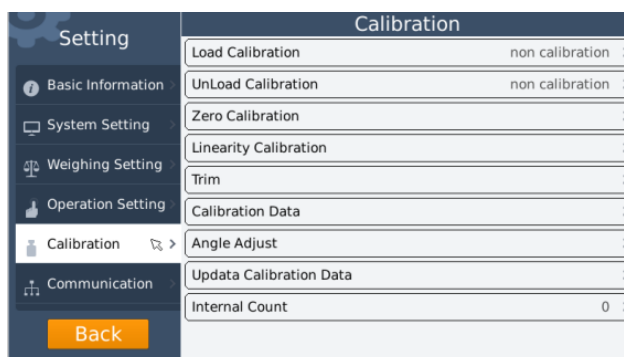 Setting
Basic Information
System Setting
Weighing Setting
Operation Setting
Calibration
Communication
Back
Calibration
Load Calibration non calibration
UnLoad Calibration non calibration
Zero Calibration
Linearity Calibration
Trim
Calibration Data
Angle Adjust
Updata Calibration Data
Internal Count 0